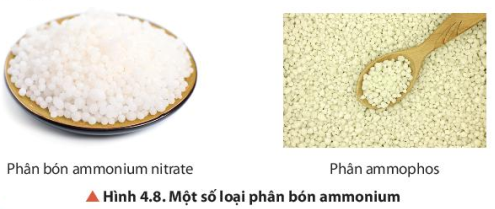 Phân bón ammonium nitrate
Phân ammophos
▲ Hình 4.8. Một số loại phân bón ammonium